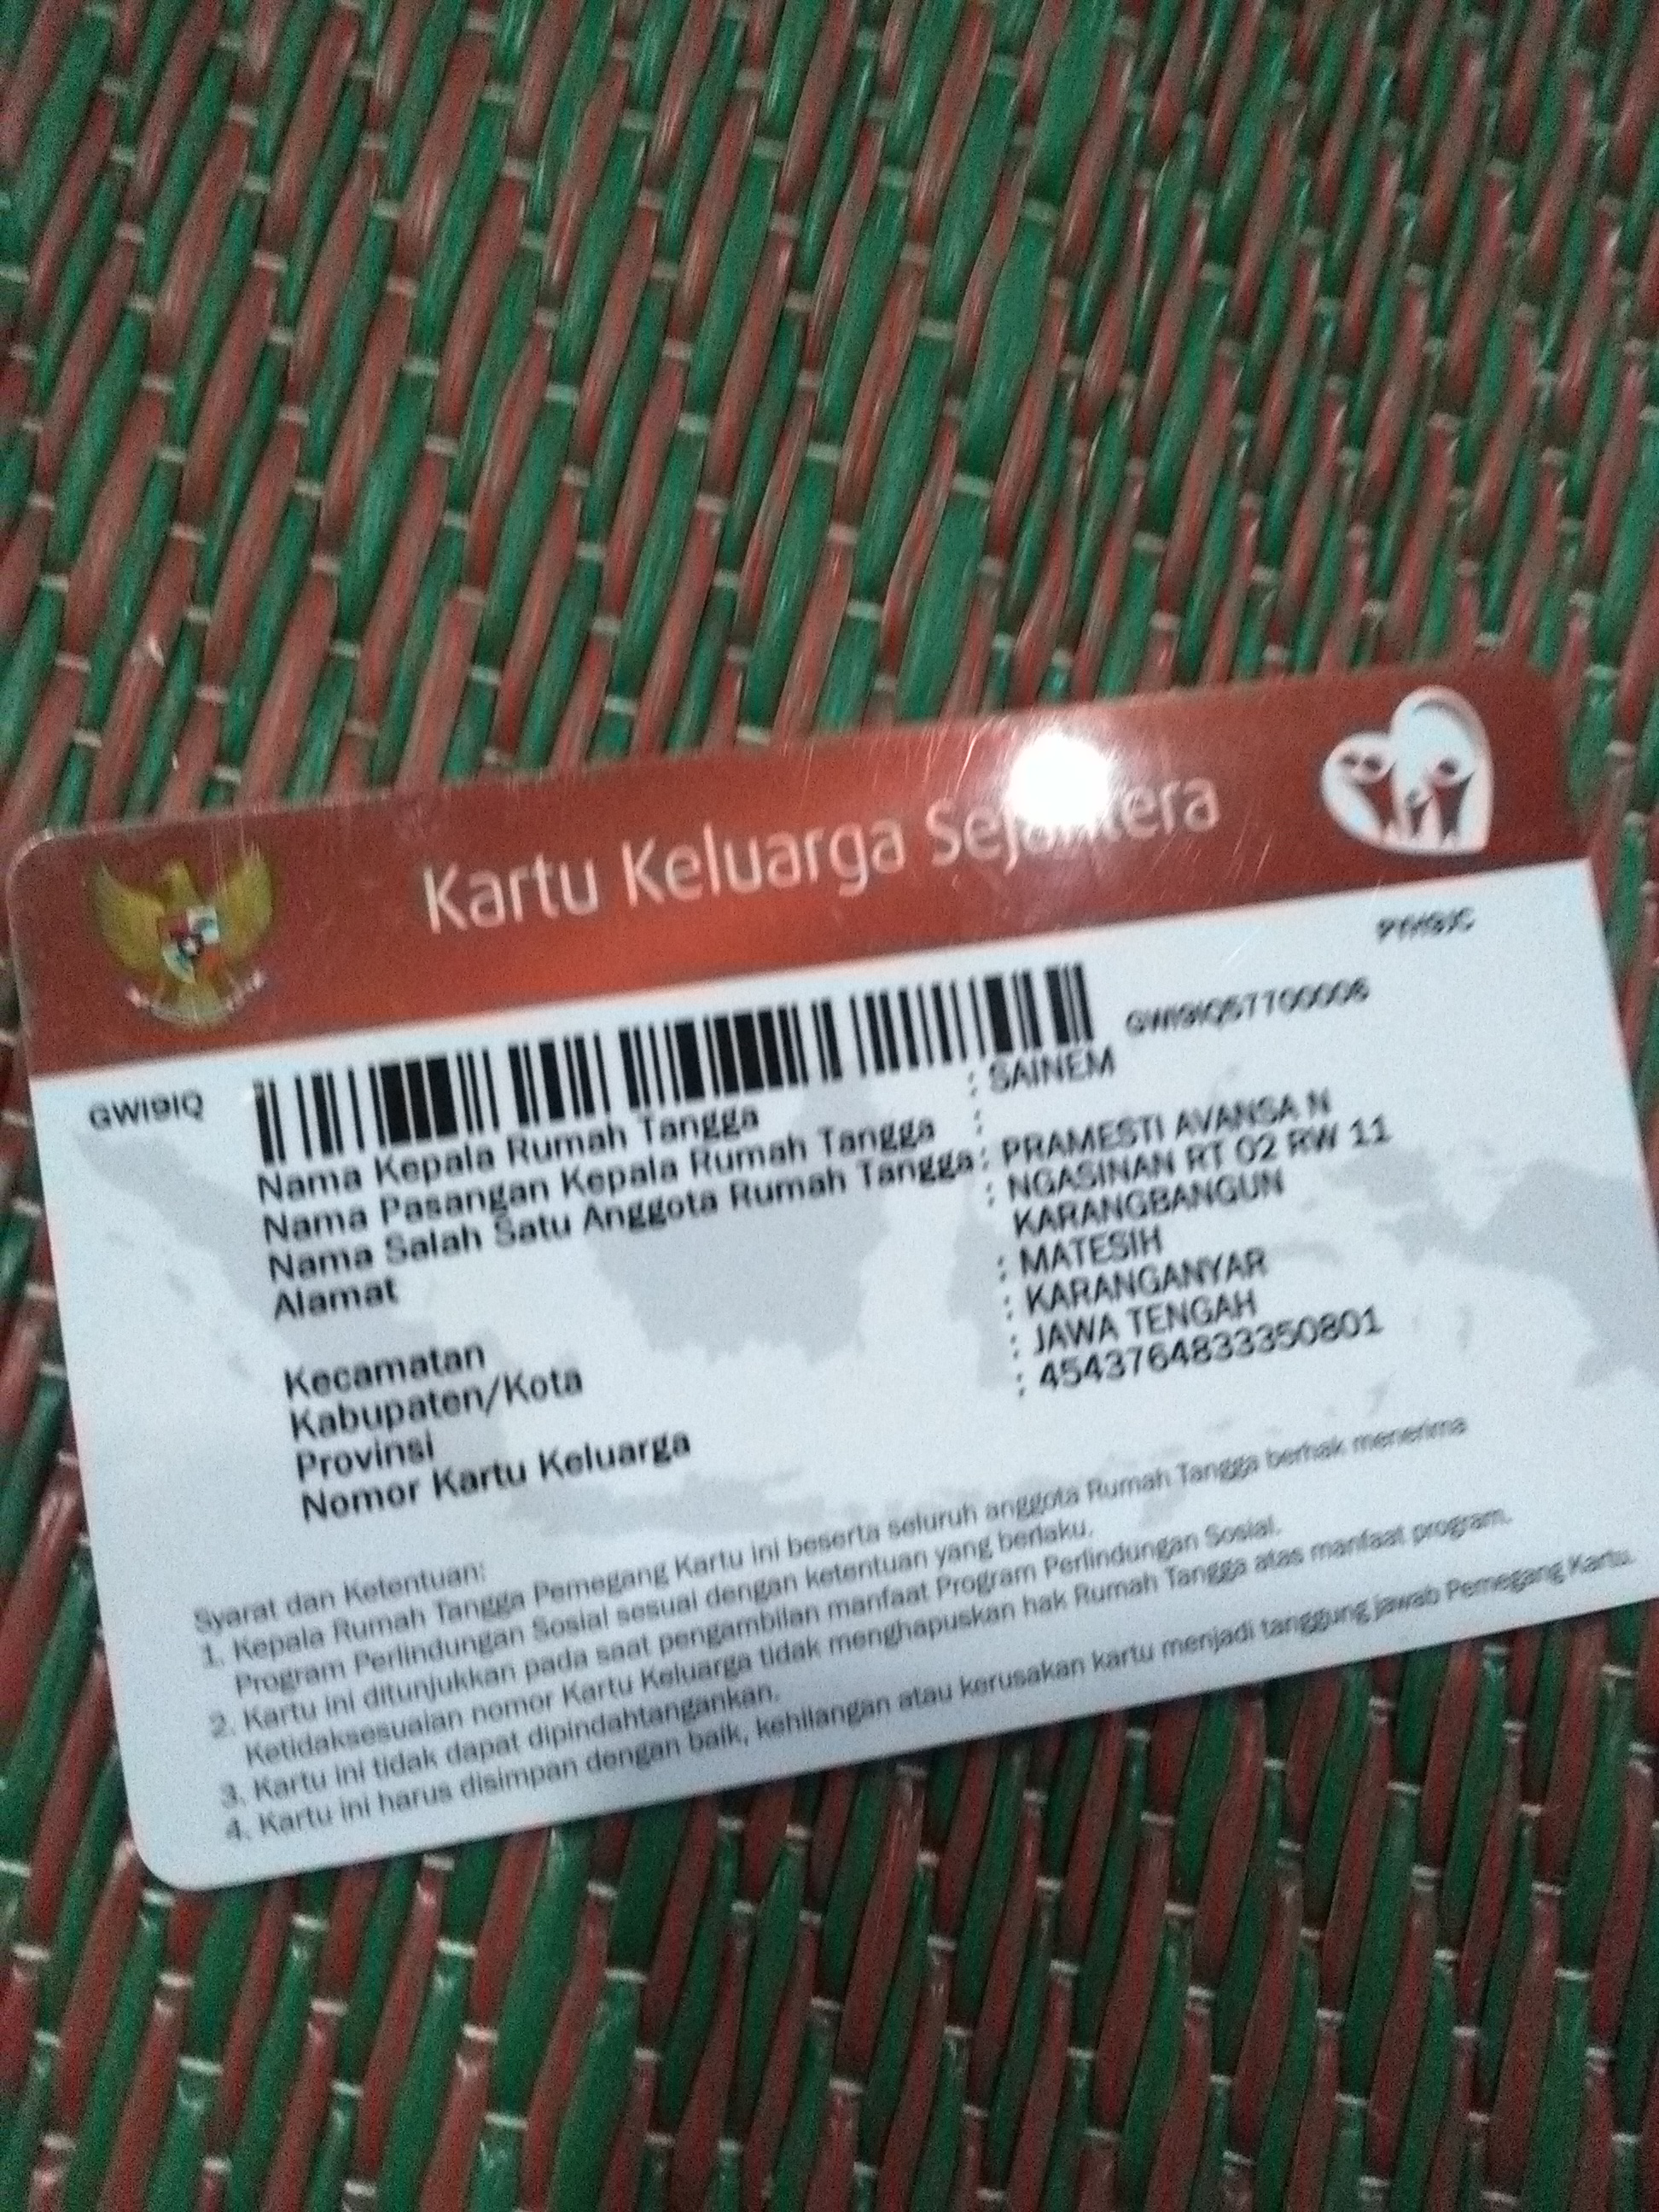 Kartu Keluarga Sejahtera
GWI9IQ
GWI9IQ57700006
Nama Kepala Rumah Tangga : SAINEM
Nama Pasangan Kepala Rumah Tangga :
Nama Salah Satu Anggota Rumah Tangga : PRAMESTI AVANSA N
Alamat : NGASINAN RT 02 RW 11
KARANGBANGUN
Kecamatan : MATESIH
Kabupaten/Kota : KARANGANYAR
Provinsi : JAWA TENGAH
Nomor Kartu Keluarga : 4543764833350801
Syarat dan Ketentuan:
1. Kepala Rumah Tangga Pemegang Kartu ini beserta seluruh anggota Rumah Tangga berhak menerima
Program Perlindungan Sosial sesuai dengan ketentuan yang berlaku.
2. Kartu ini ditunjukkan pada saat pengambilan manfaat Program Perlindungan Sosial.
Ketidaksesuaian nomor Kartu Keluarga tidak menghapuskan hak Rumah Tangga atas manfaat program.
3. Kartu ini tidak dapat dipindahtangankan.
4. Kartu ini harus disimpan dengan baik, kehilangan atau kerusakan kartu menjadi tanggung jawab Pemegang Kartu.